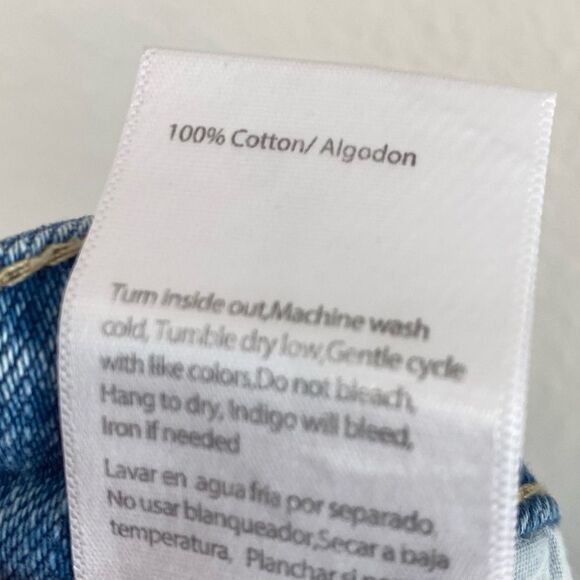 100% Cotton/ Algodon
Turn inside out,Machine wash
cold, Tumble dry low,Gentle cycle
with like colors.Do not bleach,
Hang to dry, Indigo will bleed,
Iron if needed
Lavar en agua fria por separado.
No usar blanqueador,Secar a baja
temperatura, Planchar si